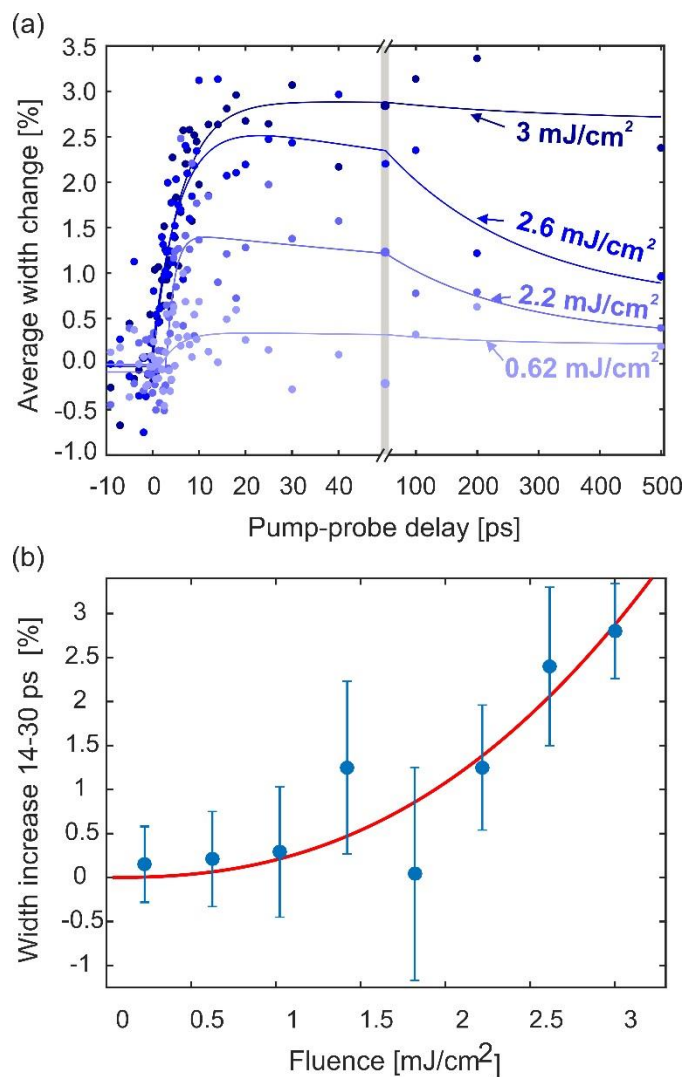 (a)
Average width change [%]
3.5
3.0
2.5
2.0
1.5
1.0
0.5
0.0
-0.5
-1.0
3 mJ/cm²
2.6 mJ/cm²
2.2 mJ/cm²
0.62 mJ/cm²
-10 0 10 20 30 40 100 200 300 400 500
Pump-probe delay [ps]
(b)
Width increase 14-30 ps [%]
3
2.5
2
1.5
1
0.5
0
-0.5
-1
0 0.5 1 1.5 2 2.5 3
Fluence [mJ/cm²]